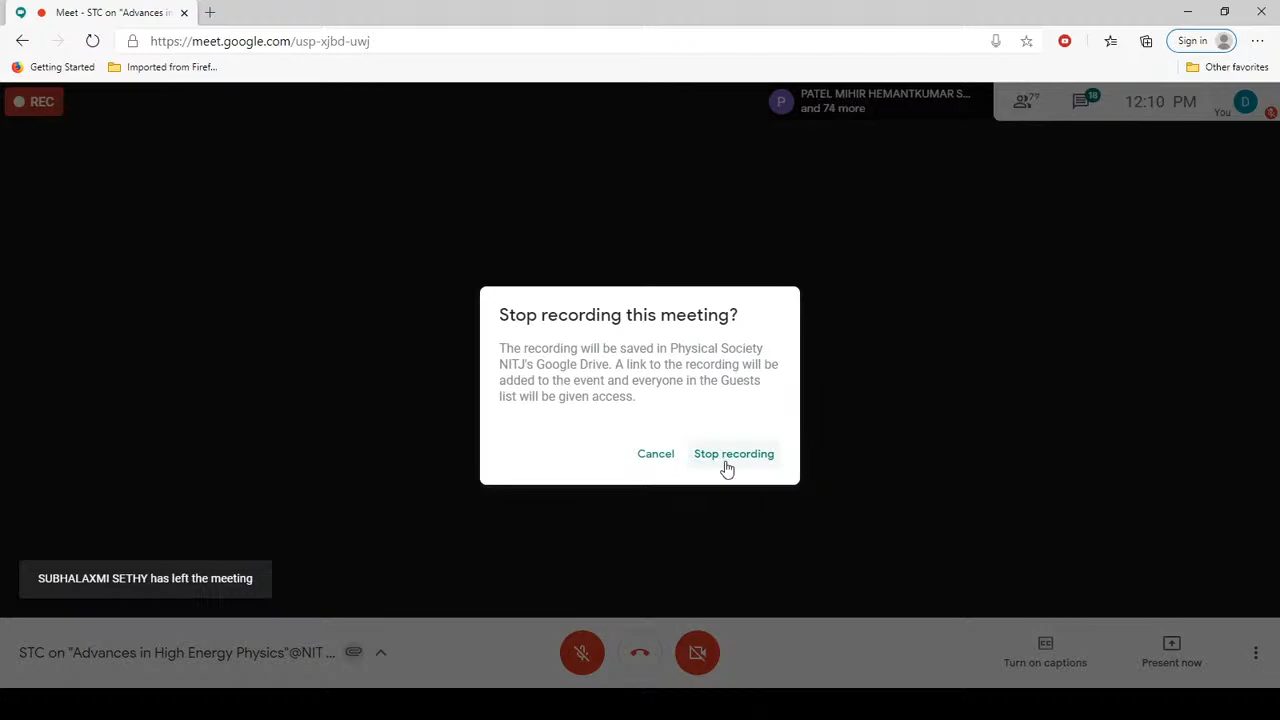 Meet - STC on "Advances in
https://meet.google.com/usp-xjbd-uwj
Sign in
Getting Started
Imported from Firef...
Other favorites
REC
P
PATEL MIHIR HEMANTKUMAR S...
and 74 more
77
18
12:10 PM
You
D
Stop recording this meeting?
The recording will be saved in Physical Society
NITJ's Google Drive. A link to the recording will be
added to the event and everyone in the Guests
list will be given access.
Cancel
Stop recording
SUBHALAXMI SETHY has left the meeting
STC on "Advances in High Energy Physics"@NIT ...
CC
Turn on captions
Present now